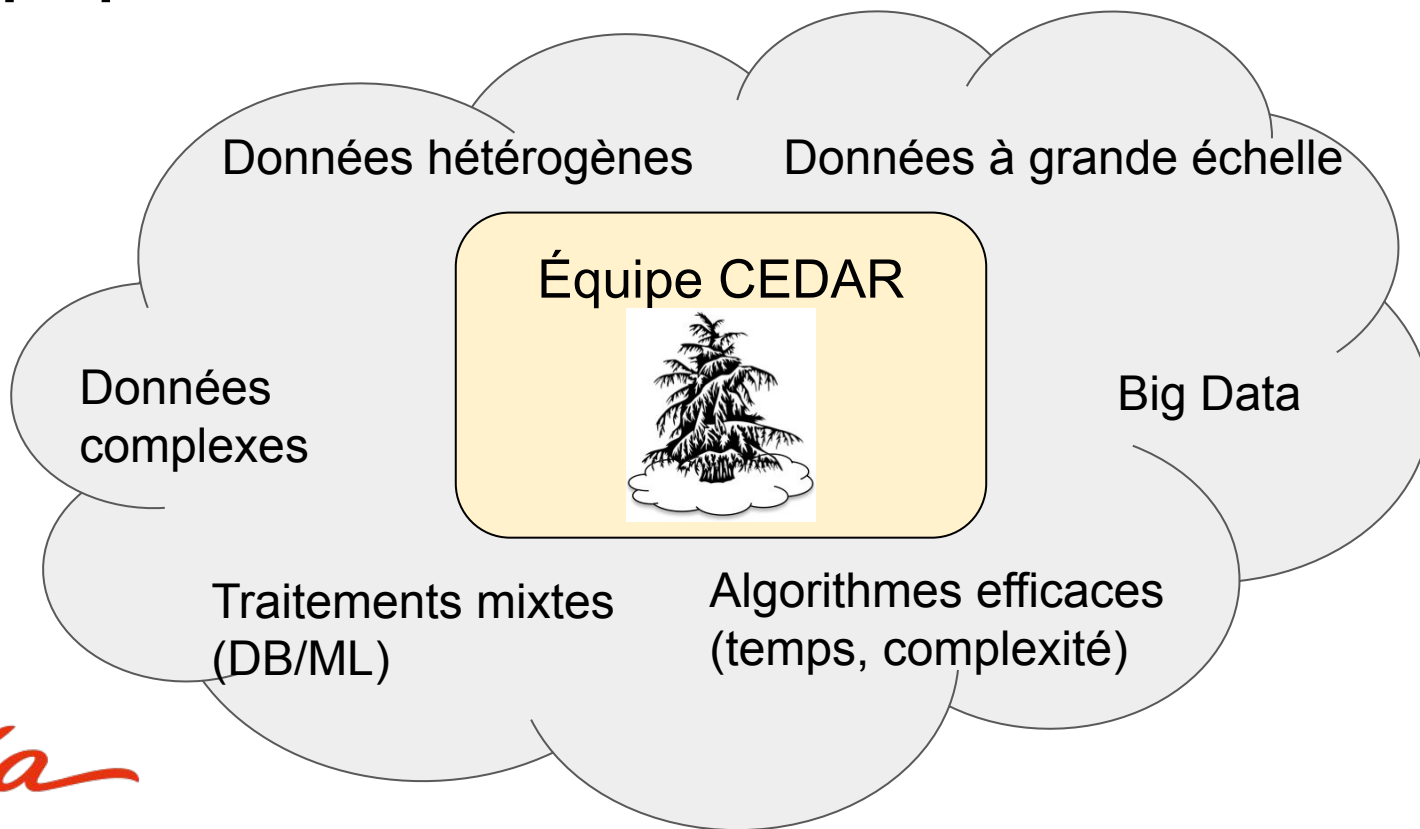 Données hétérogènes
Données à grande échelle
Équipe CEDAR
Données
complexes
Big Data
Traitements mixtes
(DB/ML)
Algorithmes efficaces
(temps, complexité)